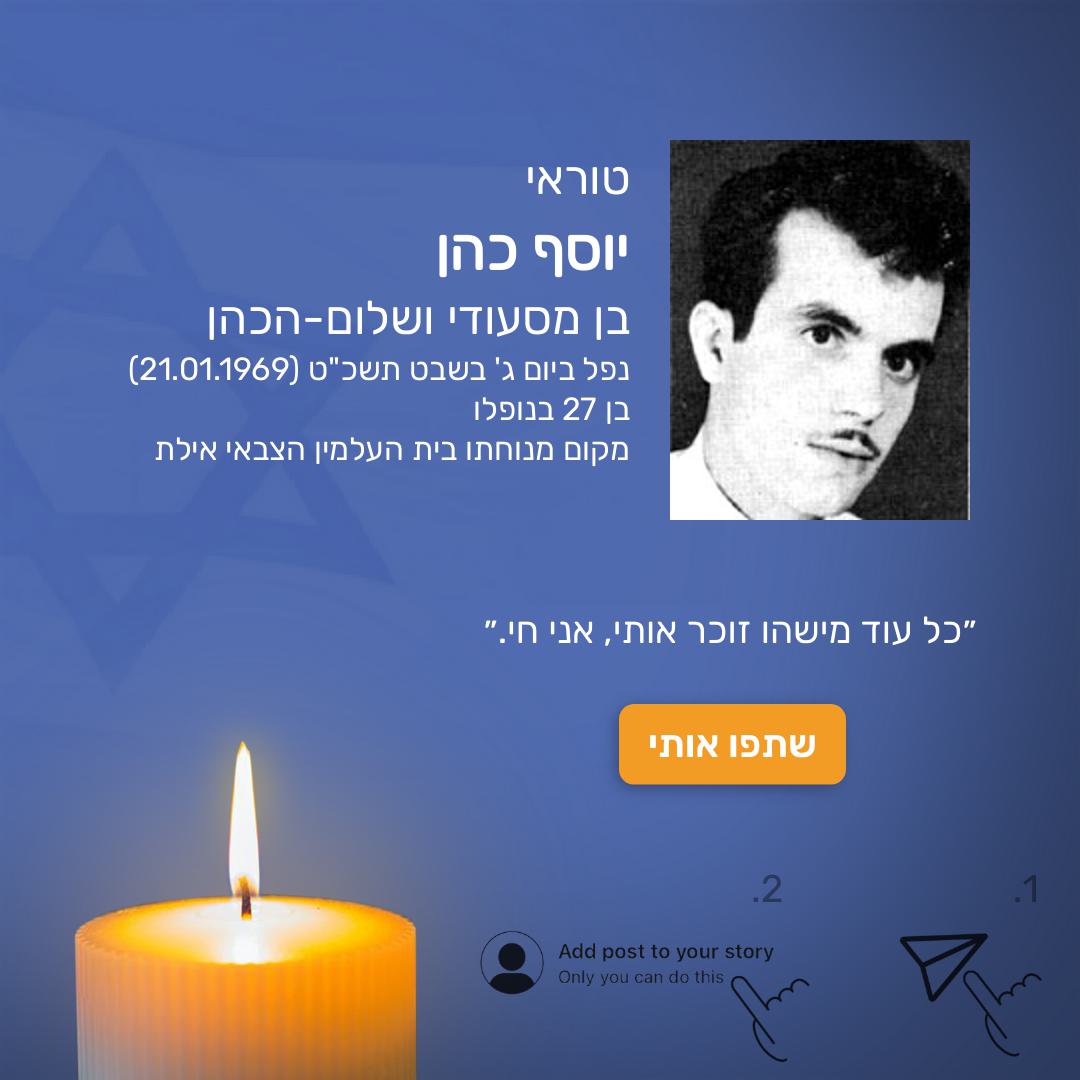 טוראי
יוסף כהן
בן מסעודי ושלום-הכהן
נפל ביום ג' בשבט תשכ"ט (21.01.1969)
בן 27 בנופלו
מקום מנוחתו בית העלמין הצבאי אילת
״כל עוד מישהו זוכר אותי, אני חי.״
שתפו אותי
1.
2.
Add post to your story
Only you can do this